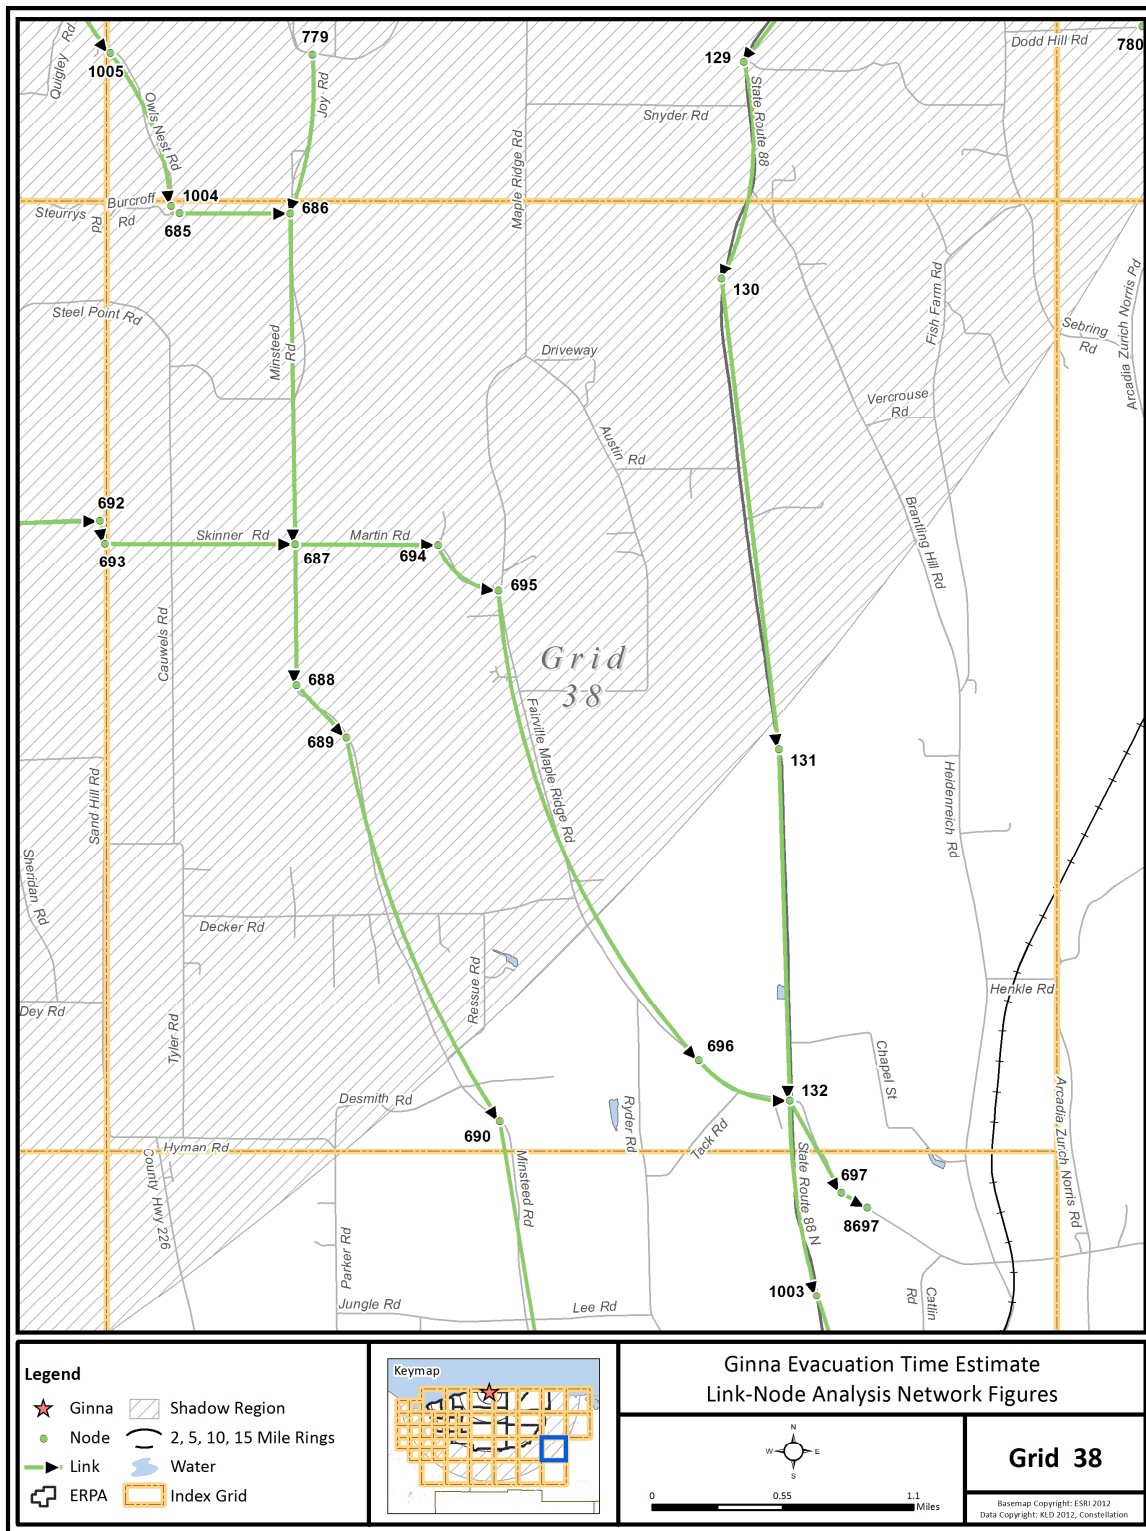 Quigley Rd
1005
779
129
Dodd Hill Rd
780
Joy Rd
Owls Nest Rd
State Route 88
Snyder Rd
Maple Ridge Rd
1004
Burcroff Rd
Steurrys Rd
685
686
130
Steel Point Rd
Minsteed Rd
Fish Farm Rd
Sebring Rd
Arcadia Zurich Norris Rd
Driveway
Vercrouse Rd
Austin Rd
692
693
Skinner Rd
687
Martin Rd
694
695
Brantling Hill Rd
Canwels Rd
Grid
38
688
689
Fairville Maple Ridge Rd
131
Sand Hill Rd
Heidenreich Rd
Sheridan Rd
Decker Rd
Ressue Rd
Henkle Rd
Dey Rd
Tyler Rd
696
Chapel St
132
Desmith Rd
Ryder Rd
Tack Rd
690
Hyman Rd
County Hwy 226
Minsteed Rd
State Route 88 N
697
8697
Arcadia Zurich Norris Rd
Parker Rd
1003
Catlin Rd
Jungle Rd
Lee Rd
Legend
Ginna
Shadow Region
Node
2, 5, 10, 15 Mile Rings
Link
Water
ERPA
Index Grid
Keymap
Ginna Evacuation Time Estimate
Link-Node Analysis Network Figures
N
W E
S
0 0.55 1.1
Miles
Grid 38
Basemap Copyright: ESRI 2012
Data Copyright: KLD 2012, Constellation